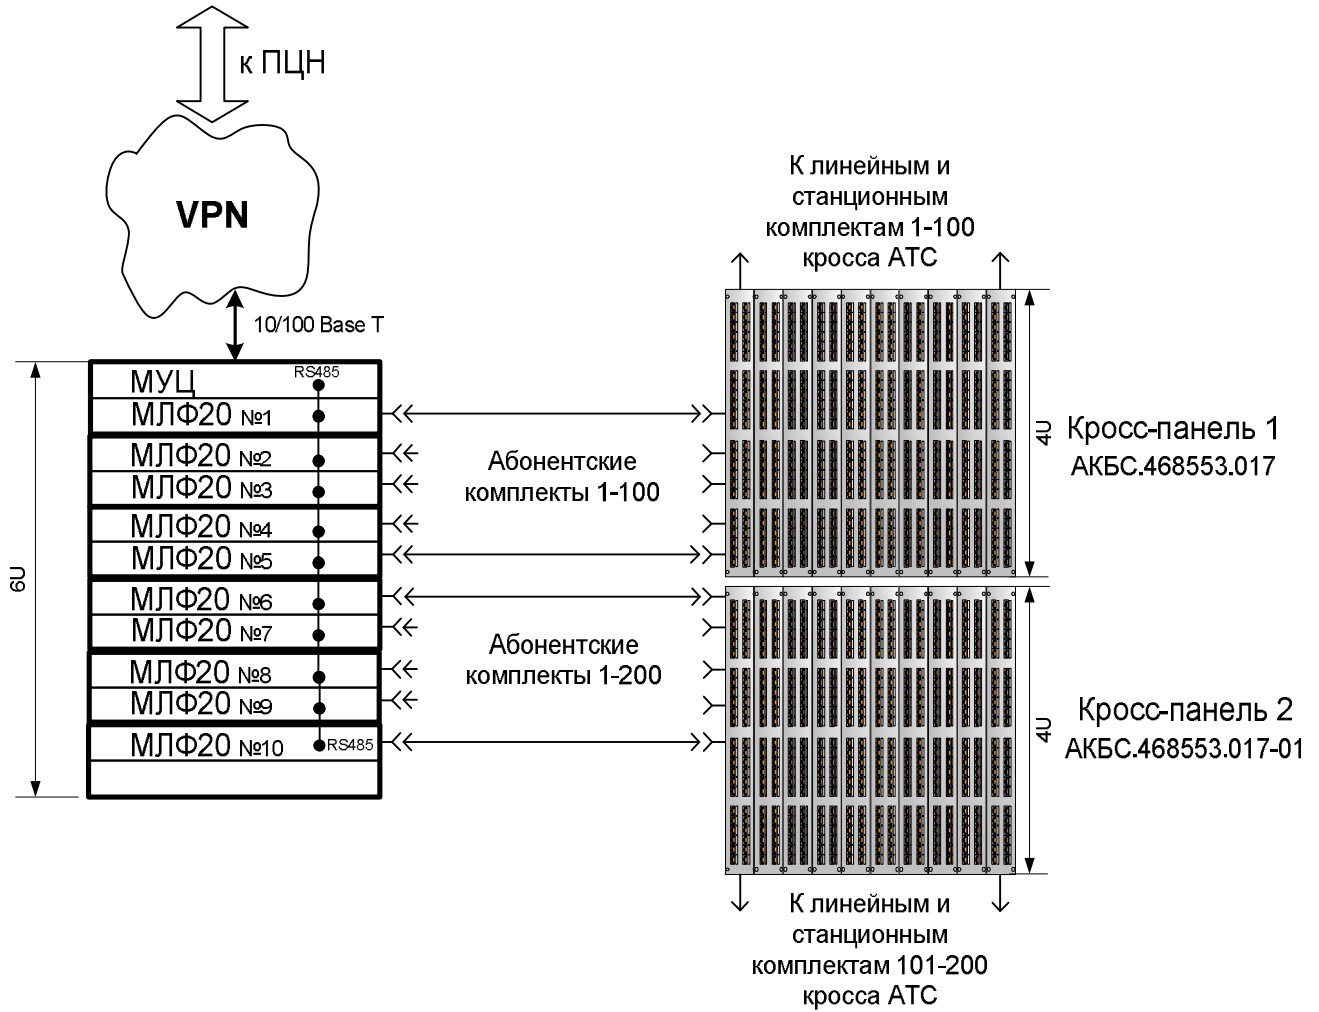 к ПЦН
VPN
10/100 Base T
К линейным и
станционным
комплектам 1-100
кросса АТС
6U
МУЦ
RS485
МЛФ20 №1
МЛФ20 №2
МЛФ20 №3
МЛФ20 №4
МЛФ20 №5
МЛФ20 №6
МЛФ20 №7
МЛФ20 №8
МЛФ20 №9
МЛФ20 №10
RS485
Абонентские
комплекты 1-100
Абонентские
комплекты 1-200
4U
Кросс-панель 1
АКБС.468553.017
4U
Кросс-панель 2
АКБС.468553.017-01
К линейным и
станционным
комплектам 101-200
кросса АТС